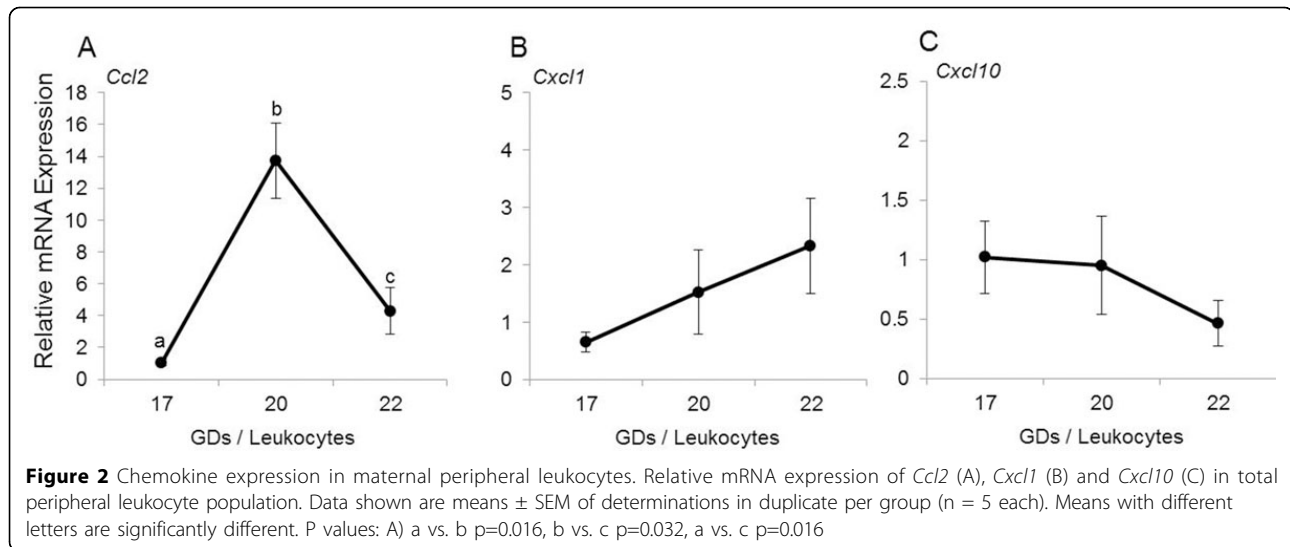 A
Ccl2
Relative mRNA Expression
18
16
14
12
10
8
6
4
2
0
a
b
c
17 20 22
GDs / Leukocytes
B
Cxcl1
5
4
3
2
1
0
17 20 22
GDs / Leukocytes
C
Cxcl10
2.5
2
1.5
1
0.5
0
17 20 22
GDs / Leukocytes
Figure 2 Chemokine expression in maternal peripheral leukocytes. Relative mRNA expression of Ccl2 (A), Cxcl1 (B) and Cxcl10 (C) in total
peripheral leukocyte population. Data shown are means ± SEM of determinations in duplicate per group (n = 5 each). Means with different
letters are significantly different. P values: A) a vs. b p=0.016, b vs. c p=0.032, a vs. c p=0.016